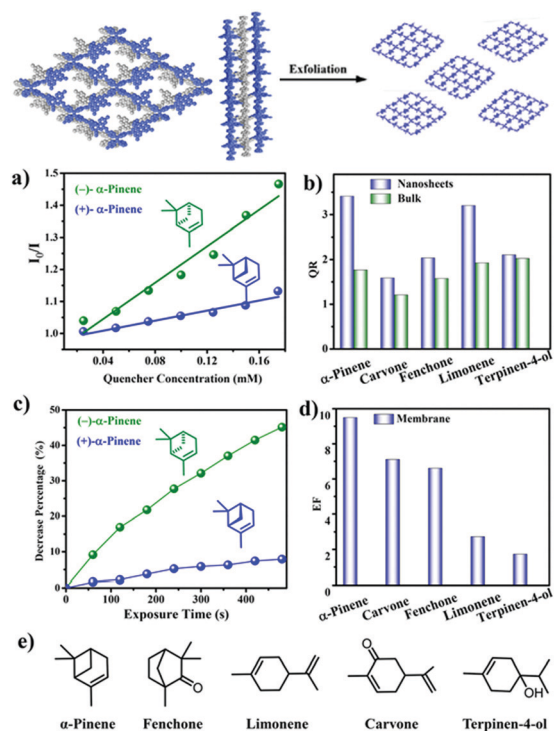 Exfoliation
a)
(−)- α-Pinene
(+)- α-Pinene
I0/I
1.5
1.4
1.3
1.2
1.1
1.0
0.04
0.08
0.12
0.16
Quencher Concentration (mM)
b)
Nanosheets
Bulk
QR
3
2
1
0
α-Pinene
Carvone
Fenchone
Limonene
Terpinen-4-ol
c)
(−)-α-Pinene
(+)-α-Pinene
Decrease Percentage (%)
50
40
30
20
10
0
0
100
200
300
400
Exposure Time (s)
d)
Membrane
EF
10
8
6
4
2
0
α-Pinene
Carvone
Fenchone
Limonene
Terpinen-4-ol
e)
O
O
OH
α-Pinene
Fenchone
Limonene
Carvone
Terpinen-4-ol